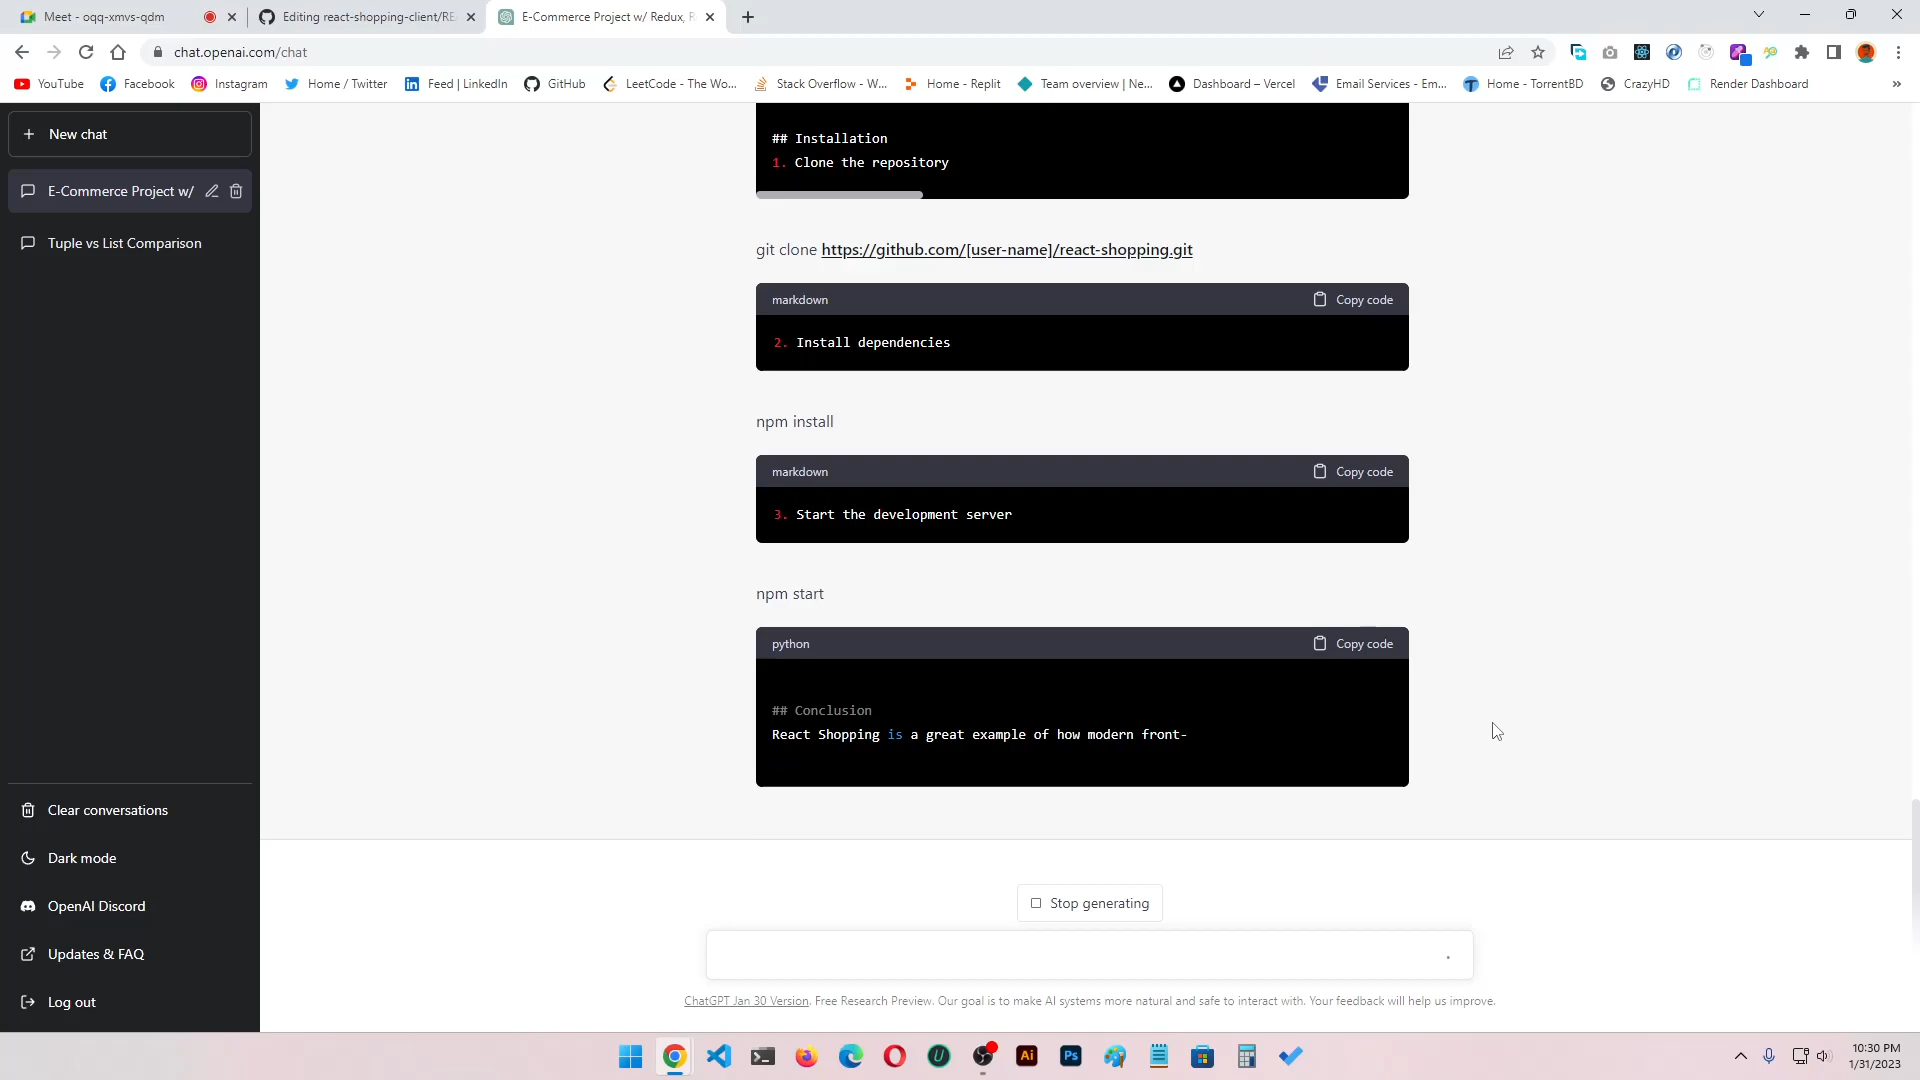 Meet - oqq-xmvs-qdm
Editing react-shopping-client/RE
E-Commerce Project w/ Redux, R
chat.openai.com/chat
YouTube
Facebook
Instagram
Home / Twitter
Feed | LinkedIn
GitHub
LeetCode - The Wo...
Stack Overflow - W...
Home - Replit
Team overview | Ne...
Dashboard – Vercel
Email Services - Em...
Home - TorrentBD
CrazyHD
Render Dashboard
»
New chat
E-Commerce Project w/
Tuple vs List Comparison
Clear conversations
Dark mode
OpenAI Discord
Updates & FAQ
Log out
## Installation
1. Clone the repository
git clone https://github.com/[user-name]/react-shopping.git
markdown
Copy code
2. Install dependencies
npm install
markdown
Copy code
3. Start the development server
npm start
python
Copy code
## Conclusion
React Shopping is a great example of how modern front-
Stop generating
ChatGPT Jan 30 Version. Free Research Preview. Our goal is to make AI systems more natural and safe to interact with. Your feedback will help us improve.
U
Ai
Ps
10:30 PM
1/31/2023